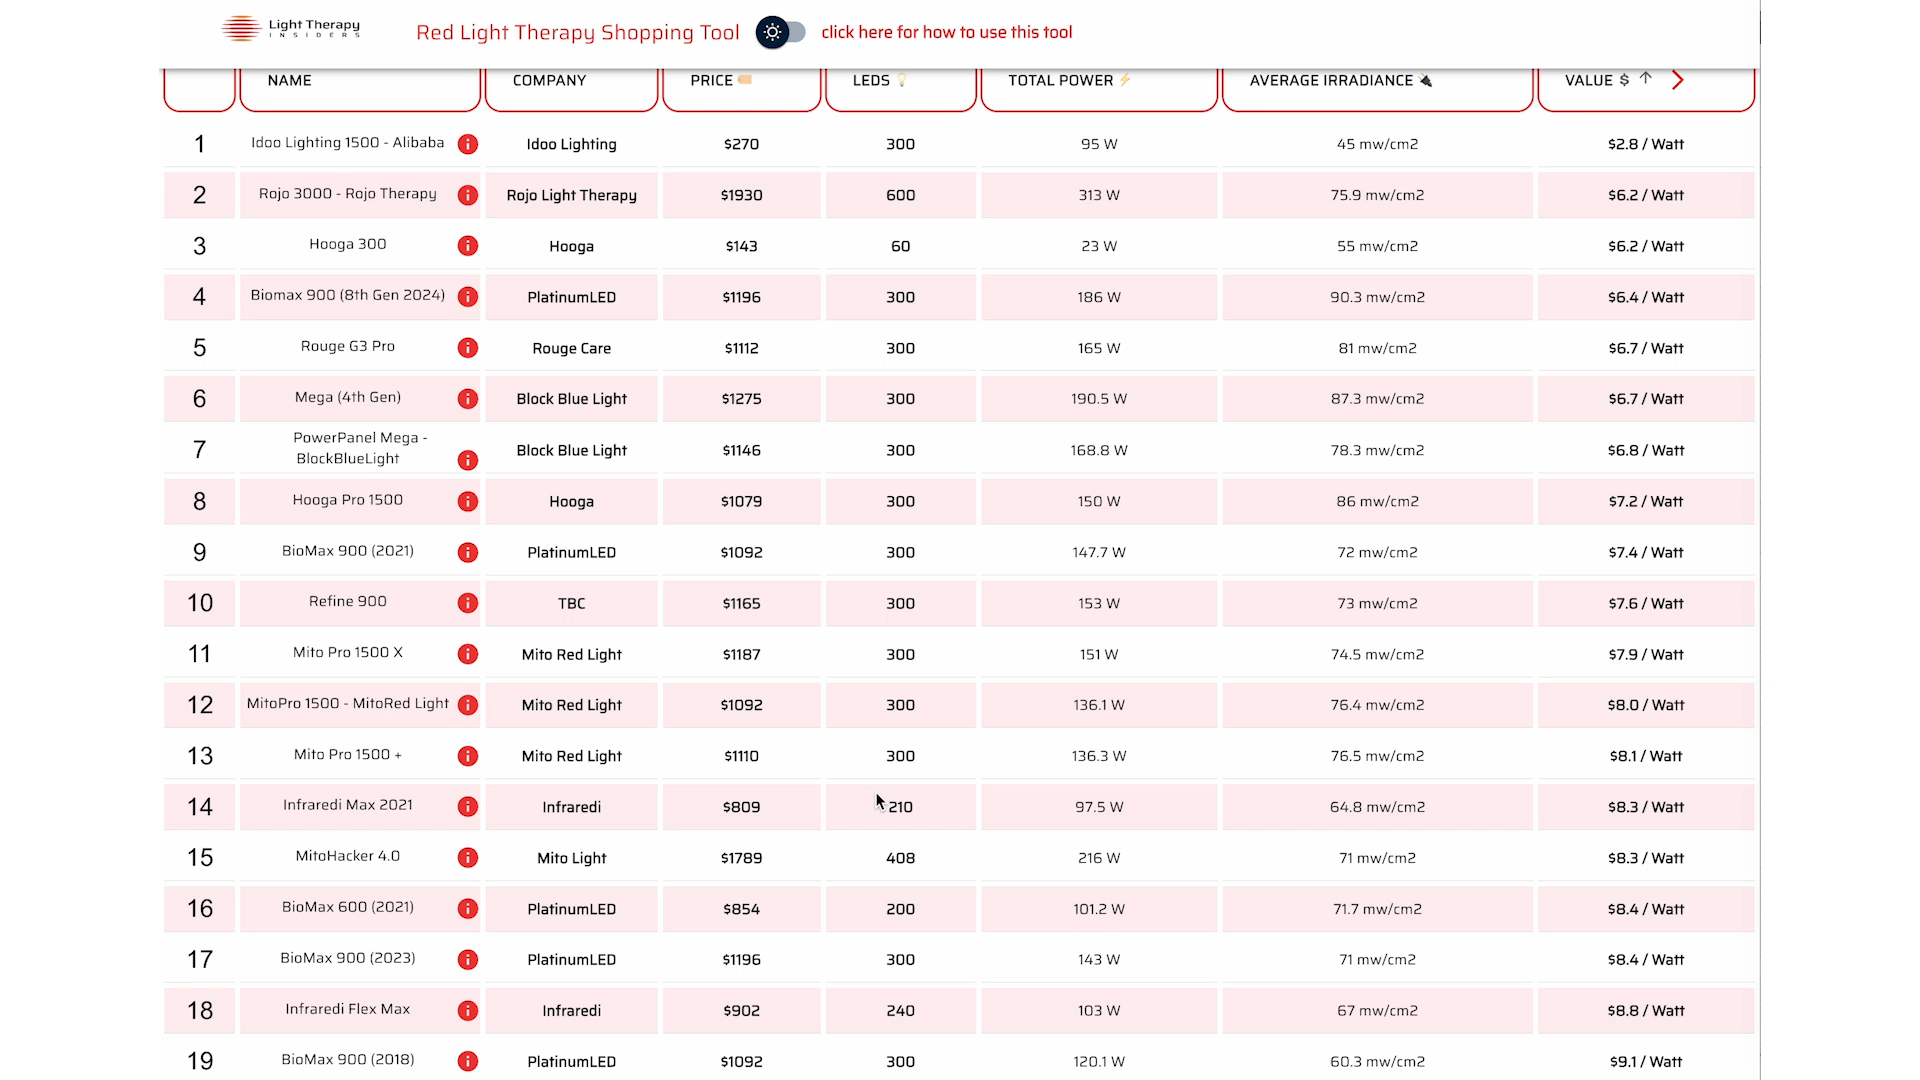 Light Therapy
INSIDERS
Red Light Therapy Shopping Tool
click here for how to use this tool
NAME COMPANY PRICE LEDS TOTAL POWER AVERAGE IRRADIANCE VALUE $ ↑
1 Idoo Lighting 1500 - Alibaba i Idoo Lighting $270 300 95 W 45 mw/cm2 $2.8 / Watt
2 Rojo 3000 - Rojo Therapy i Rojo Light Therapy $1930 600 313 W 75.9 mw/cm2 $6.2 / Watt
3 Hooga 300 i Hooga $143 60 23 W 55 mw/cm2 $6.2 / Watt
4 Biomax 900 (8th Gen 2024) i PlatinumLED $1196 300 186 W 90.3 mw/cm2 $6.4 / Watt
5 Rouge G3 Pro i Rouge Care $1112 300 165 W 81 mw/cm2 $6.7 / Watt
6 Mega (4th Gen) i Block Blue Light $1275 300 190.5 W 87.3 mw/cm2 $6.7 / Watt
7 PowerPanel Mega -
BlockBlueLight i Block Blue Light $1146 300 168.8 W 78.3 mw/cm2 $6.8 / Watt
8 Hooga Pro 1500 i Hooga $1079 300 150 W 86 mw/cm2 $7.2 / Watt
9 BioMax 900 (2021) i PlatinumLED $1092 300 147.7 W 72 mw/cm2 $7.4 / Watt
10 Refine 900 i TBC $1165 300 153 W 73 mw/cm2 $7.6 / Watt
11 Mito Pro 1500 X i Mito Red Light $1187 300 151 W 74.5 mw/cm2 $7.9 / Watt
12 MitoPro 1500 - MitoRed Light i Mito Red Light $1092 300 136.1 W 76.4 mw/cm2 $8.0 / Watt
13 Mito Pro 1500 + i Mito Red Light $1110 300 136.3 W 76.5 mw/cm2 $8.1 / Watt
14 Infraredi Max 2021 i Infraredi $809 210 97.5 W 64.8 mw/cm2 $8.3 / Watt
15 MitoHacker 4.0 i Mito Light $1789 408 216 W 71 mw/cm2 $8.3 / Watt
16 BioMax 600 (2021) i PlatinumLED $854 200 101.2 W 71.7 mw/cm2 $8.4 / Watt
17 BioMax 900 (2023) i PlatinumLED $1196 300 143 W 71 mw/cm2 $8.4 / Watt
18 Infraredi Flex Max i Infraredi $902 240 103 W 67 mw/cm2 $8.8 / Watt
19 BioMax 900 (2018) i PlatinumLED $1092 300 120.1 W 60.3 mw/cm2 $9.1 / Watt